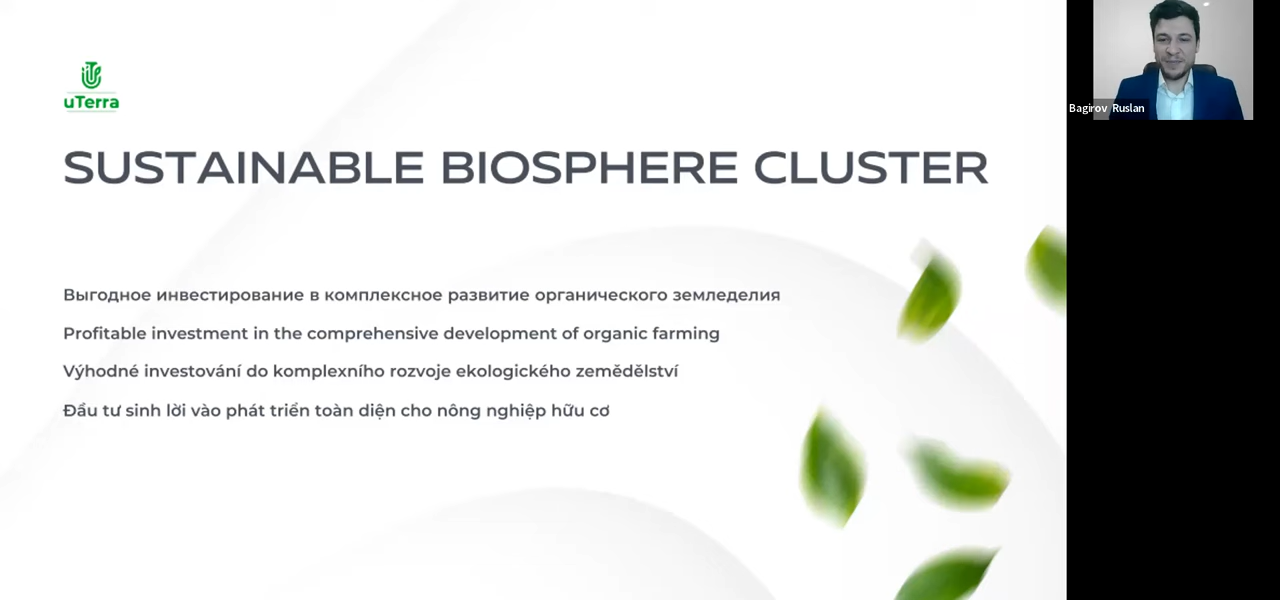 uTerra
SUSTAINABLE BIOSPHERE CLUSTER
Выгодное инвестирование в комплексное развитие органического земледелия
Profitable investment in the comprehensive development of organic farming
Výhodné investování do komplexního rozvoje ekologického zemědělství
Đầu tư sinh lời vào phát triển toàn diện cho nông nghiệp hữu cơ
Bagirov Ruslan